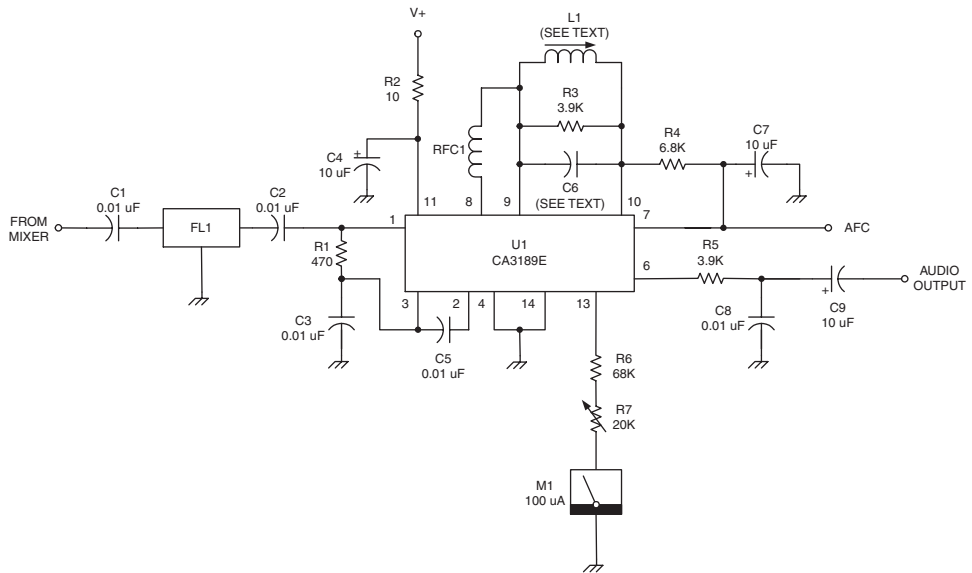 V+
L1
(SEE TEXT)
R2
10
R3
3.9K
R4
6.8K
C7
10 uF
C4
+
10 uF
RFC1
+
C6
(SEE TEXT)
C1
0.01 uF
C2
0.01 uF
11
8
9
10
FROM
MIXER
FL1
1
7
AFC
R1
470
U1
CA3189E
R5
3.9K
6
AUDIO
OUTPUT
3
2
4
14
13
+
C3
0.01 uF
C5
0.01 uF
C8
0.01 uF
C9
10 uF
R6
68K
R7
20K
M1
100 uA